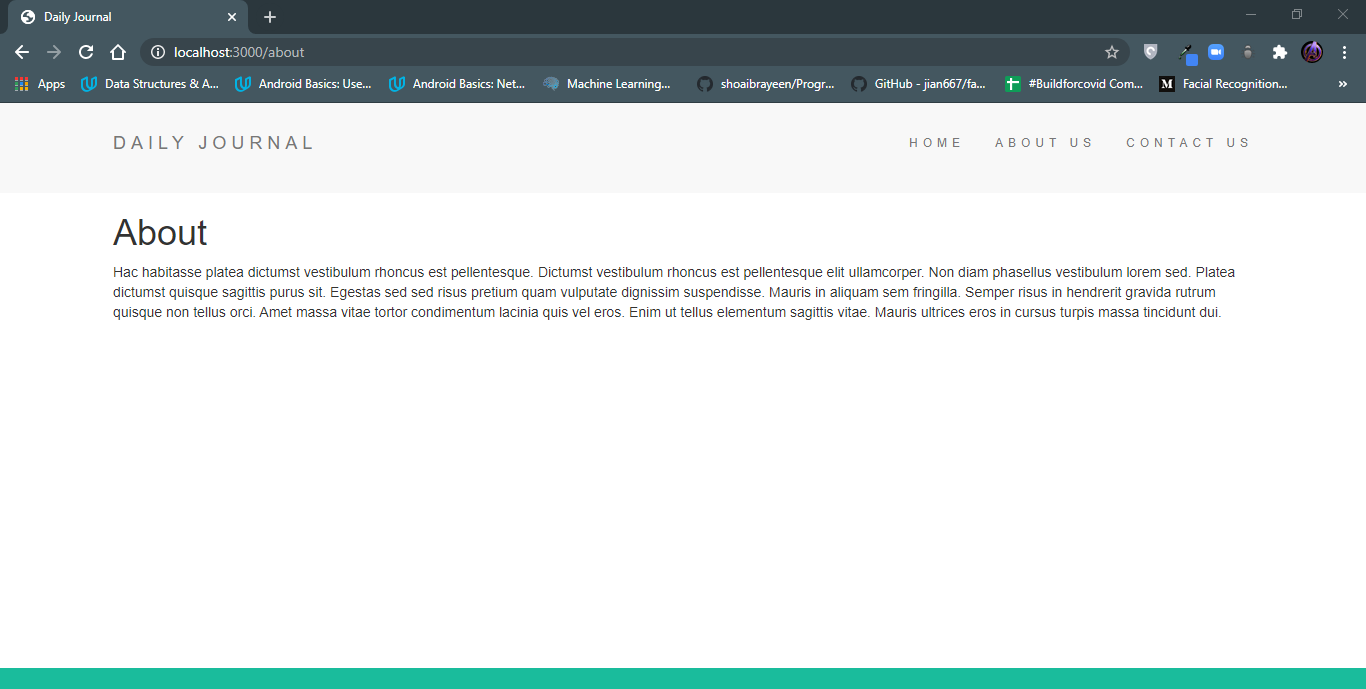 Daily Journal
localhost:3000/about
Apps Data Structures & A... Android Basics: Use... Android Basics: Net... Machine Learning... shoaibrayeen/Progr... GitHub - jian667/fa... #Buildforcovid Com... M Facial Recognition... »
DAILY JOURNAL HOME ABOUT US CONTACT US
About
Hac habitasse platea dictumst vestibulum rhoncus est pellentesque. Dictumst vestibulum rhoncus est pellentesque elit ullamcorper. Non diam phasellus vestibulum lorem sed. Platea
dictumst quisque sagittis purus sit. Egestas sed sed risus pretium quam vulputate dignissim suspendisse. Mauris in aliquam sem fringilla. Semper risus in hendrerit gravida rutrum
quisque non tellus orci. Amet massa vitae tortor condimentum lacinia quis vel eros. Enim ut tellus elementum sagittis vitae. Mauris ultrices eros in cursus turpis massa tincidunt dui.